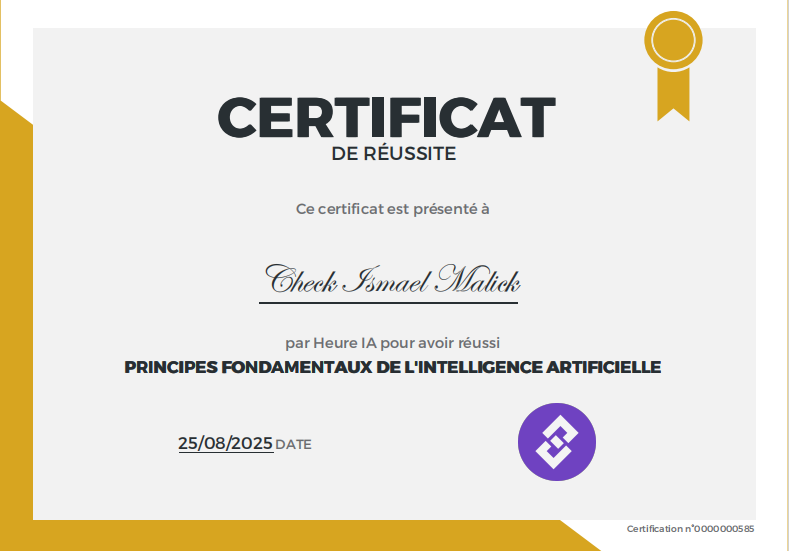 CERTIFICAT
DE RÉUSSITE
Ce certificat est présenté à
Check Ismael Malick
par Heure IA pour avoir réussi
PRINCIPES FONDAMENTAUX DE L'INTELLIGENCE ARTIFICIELLE
25/08/2025 DATE
Certification n°0000000585